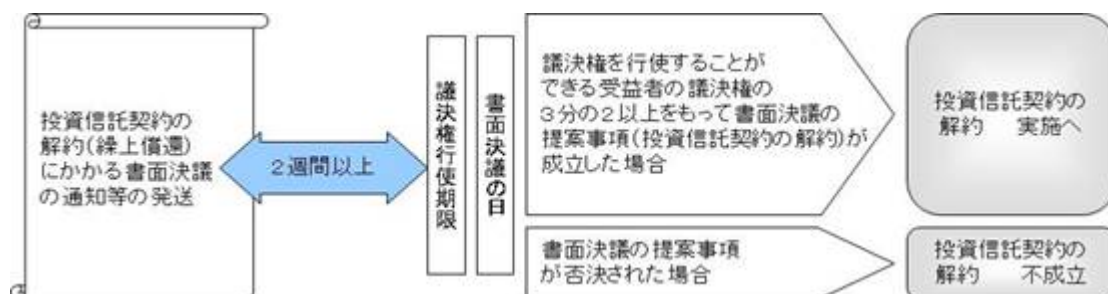 投資信託契約の
解約(繰上償還)
にかかる書面決議
の通知等の発送
２週間以上
議決権行使期限
書面決議の日
議決権を行使することが
できる受益者の議決権の
３分の２以上をもって書面決議の
提案事項(投資信託契約の解約)が
成立した場合
投資信託契約の
解約　実施へ
書面決議の提案事項
が否決された場合
投資信託契約の
解約　不成立